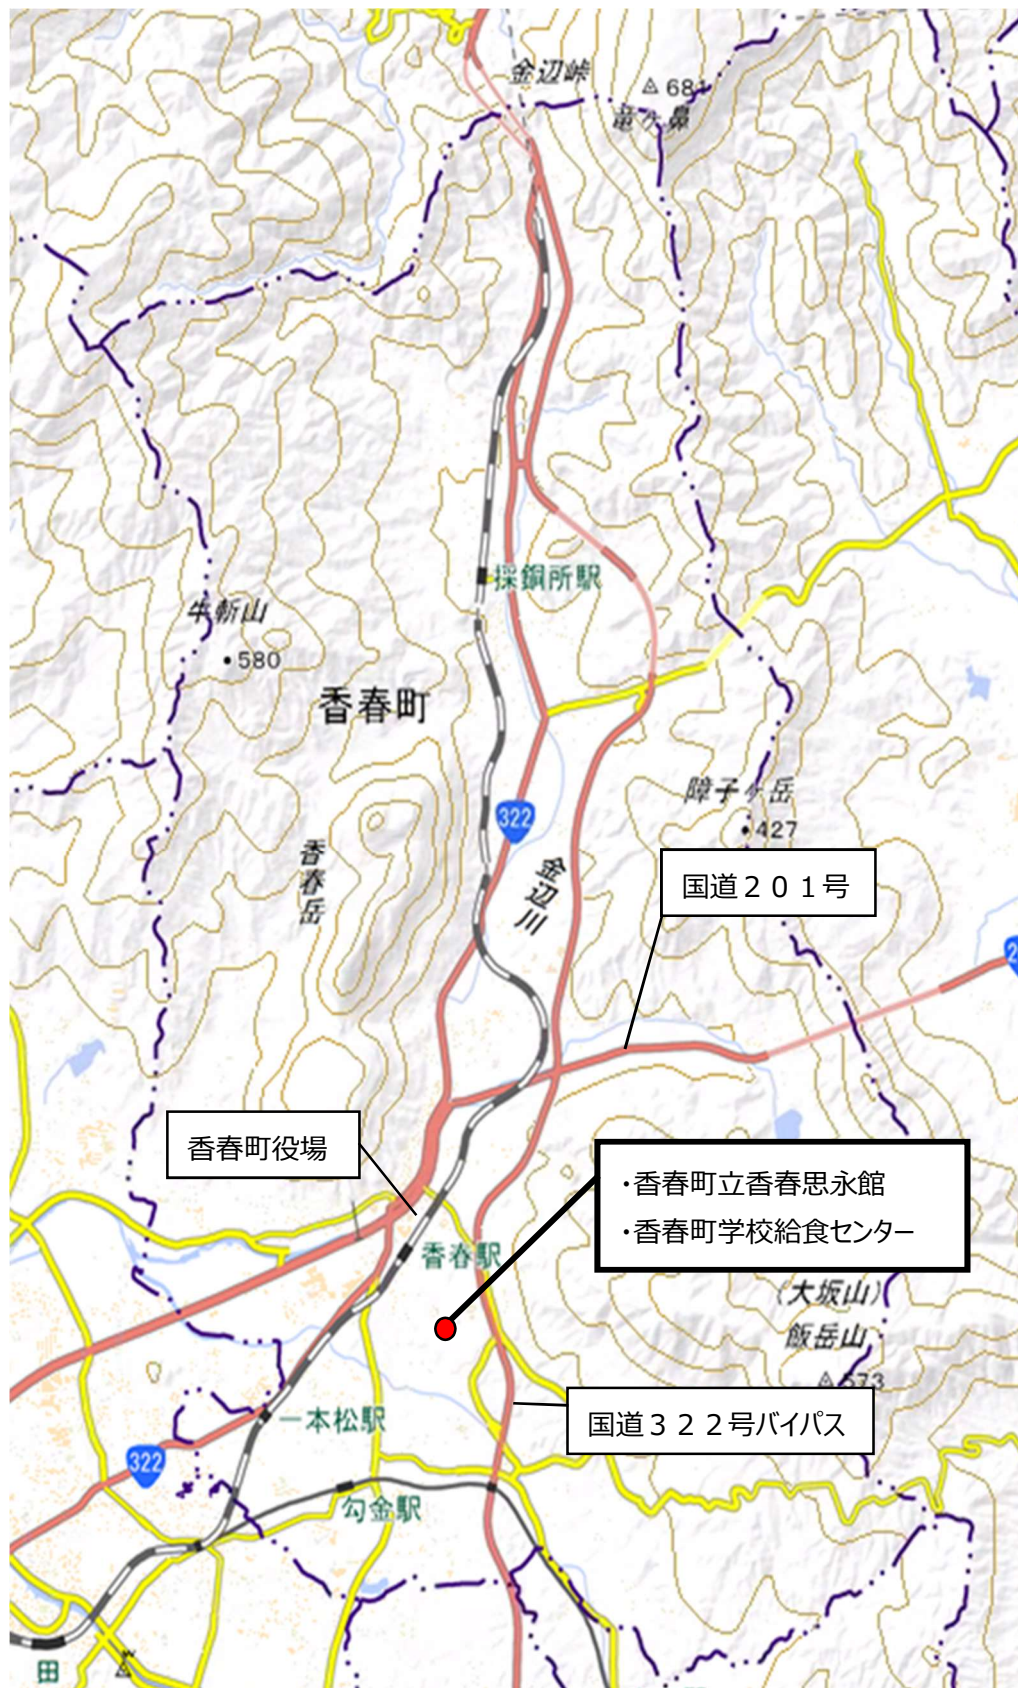 金辺峠
681
竜ヶ鼻
採銅所駅
牛斬山
580
香春町
障子ヶ岳
427
322
香春岳
金辺川
国道２０１号
2
香春町役場
・香春町立香春思永館
・香春町学校給食センター
香春駅
(大坂山)
飯岳山
573
国道３２２号バイパス
一本松駅
322
勾金駅
田